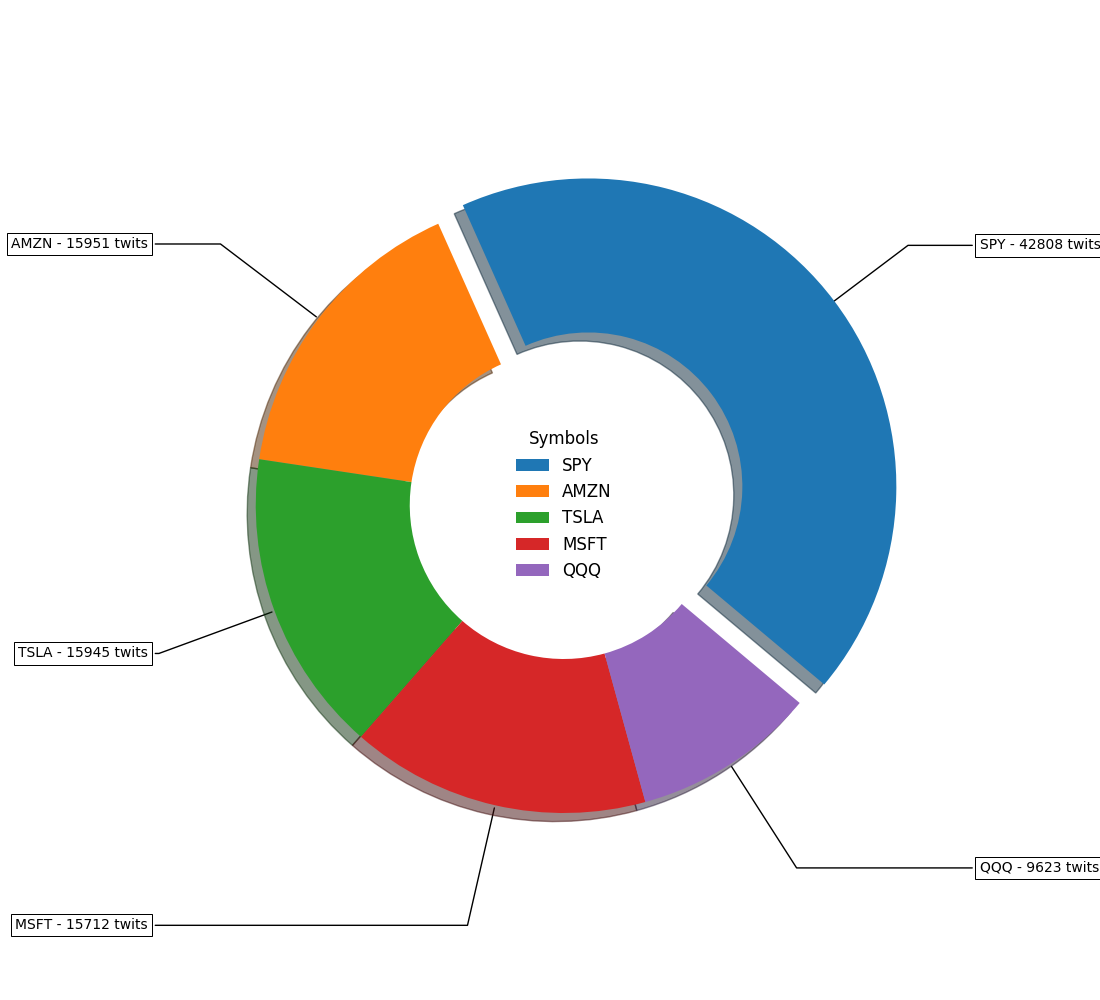 AMZN - 15951 twits
SPY - 42808 twits
Symbols
SPY
AMZN
TSLA
MSFT
QQQ
TSLA - 15945 twits
QQQ - 9623 twits
MSFT - 15712 twits